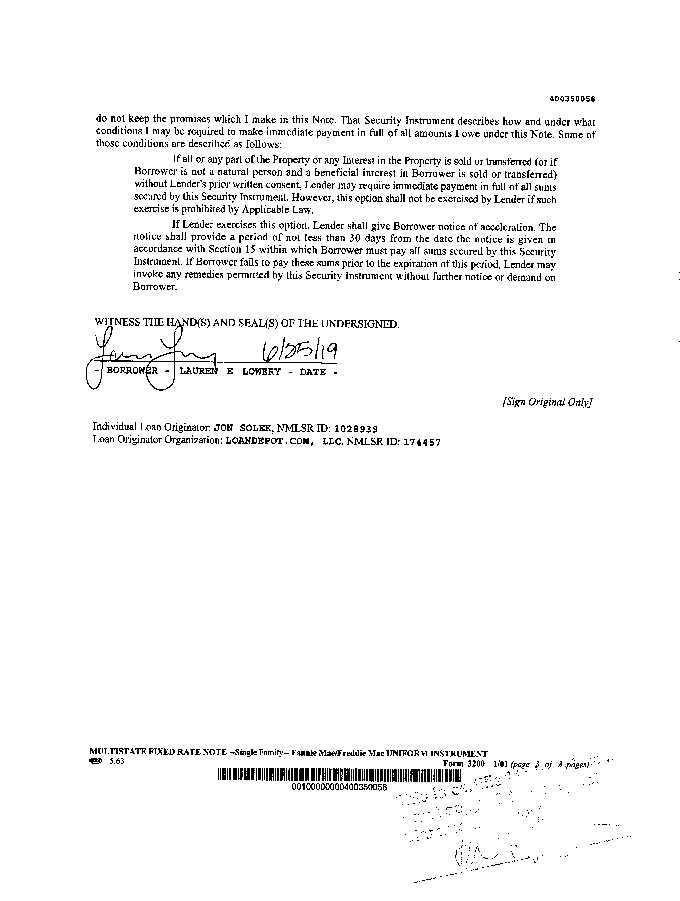 400350056
do not keep the promises which I make in this Note. That Security Instrument describes how and under what
conditions I may be required to make immediate payment in full of all amounts I owe under this Note. Some of
those conditions are described as follows:
If all or any part of the Property or any Interest in the Property is sold or transferred (or if
Borrower is not a natural person and a beneficial interest in Borrower is sold or transferred)
without Lender's prior written consent, Lender may require immediate payment in full of all sums
secured by this Security Instrument. However, this option shall not be exercised by Lender if such
exercise is prohibited by Applicable Law.
If Lender exercises this option, Lender shall give Borrower notice of acceleration. The
notice shall provide a period of not less than 30 days from the date the notice is given in
accordance with Section 15 within which Borrower must pay all sums secured by this Security
Instrument. If Borrower fails to pay these sums prior to the expiration of this period, Lender may
invoke any remedies permitted by this Security Instrument without further notice or demand on
Borrower.
WITNESS THE HAND(S) AND SEAL(S) OF THE UNDERSIGNED.
6/25/19
- BORROWER - LAUREN E LOWERY - DATE -
[Sign Original Only]
Individual Loan Originator: JON SOLEK, NMLSR ID: 1028939
Loan Originator Organization: LOANDEPOT.COM, LLC, NMLSR ID: 174457
MULTISTATE FIXED RATE NOTE --Single Family-- Fannie Mae/Freddie Mac UNIFORM INSTRUMENT
5.63
Form 3200 1/01 (page of pages)
00100000000400350056